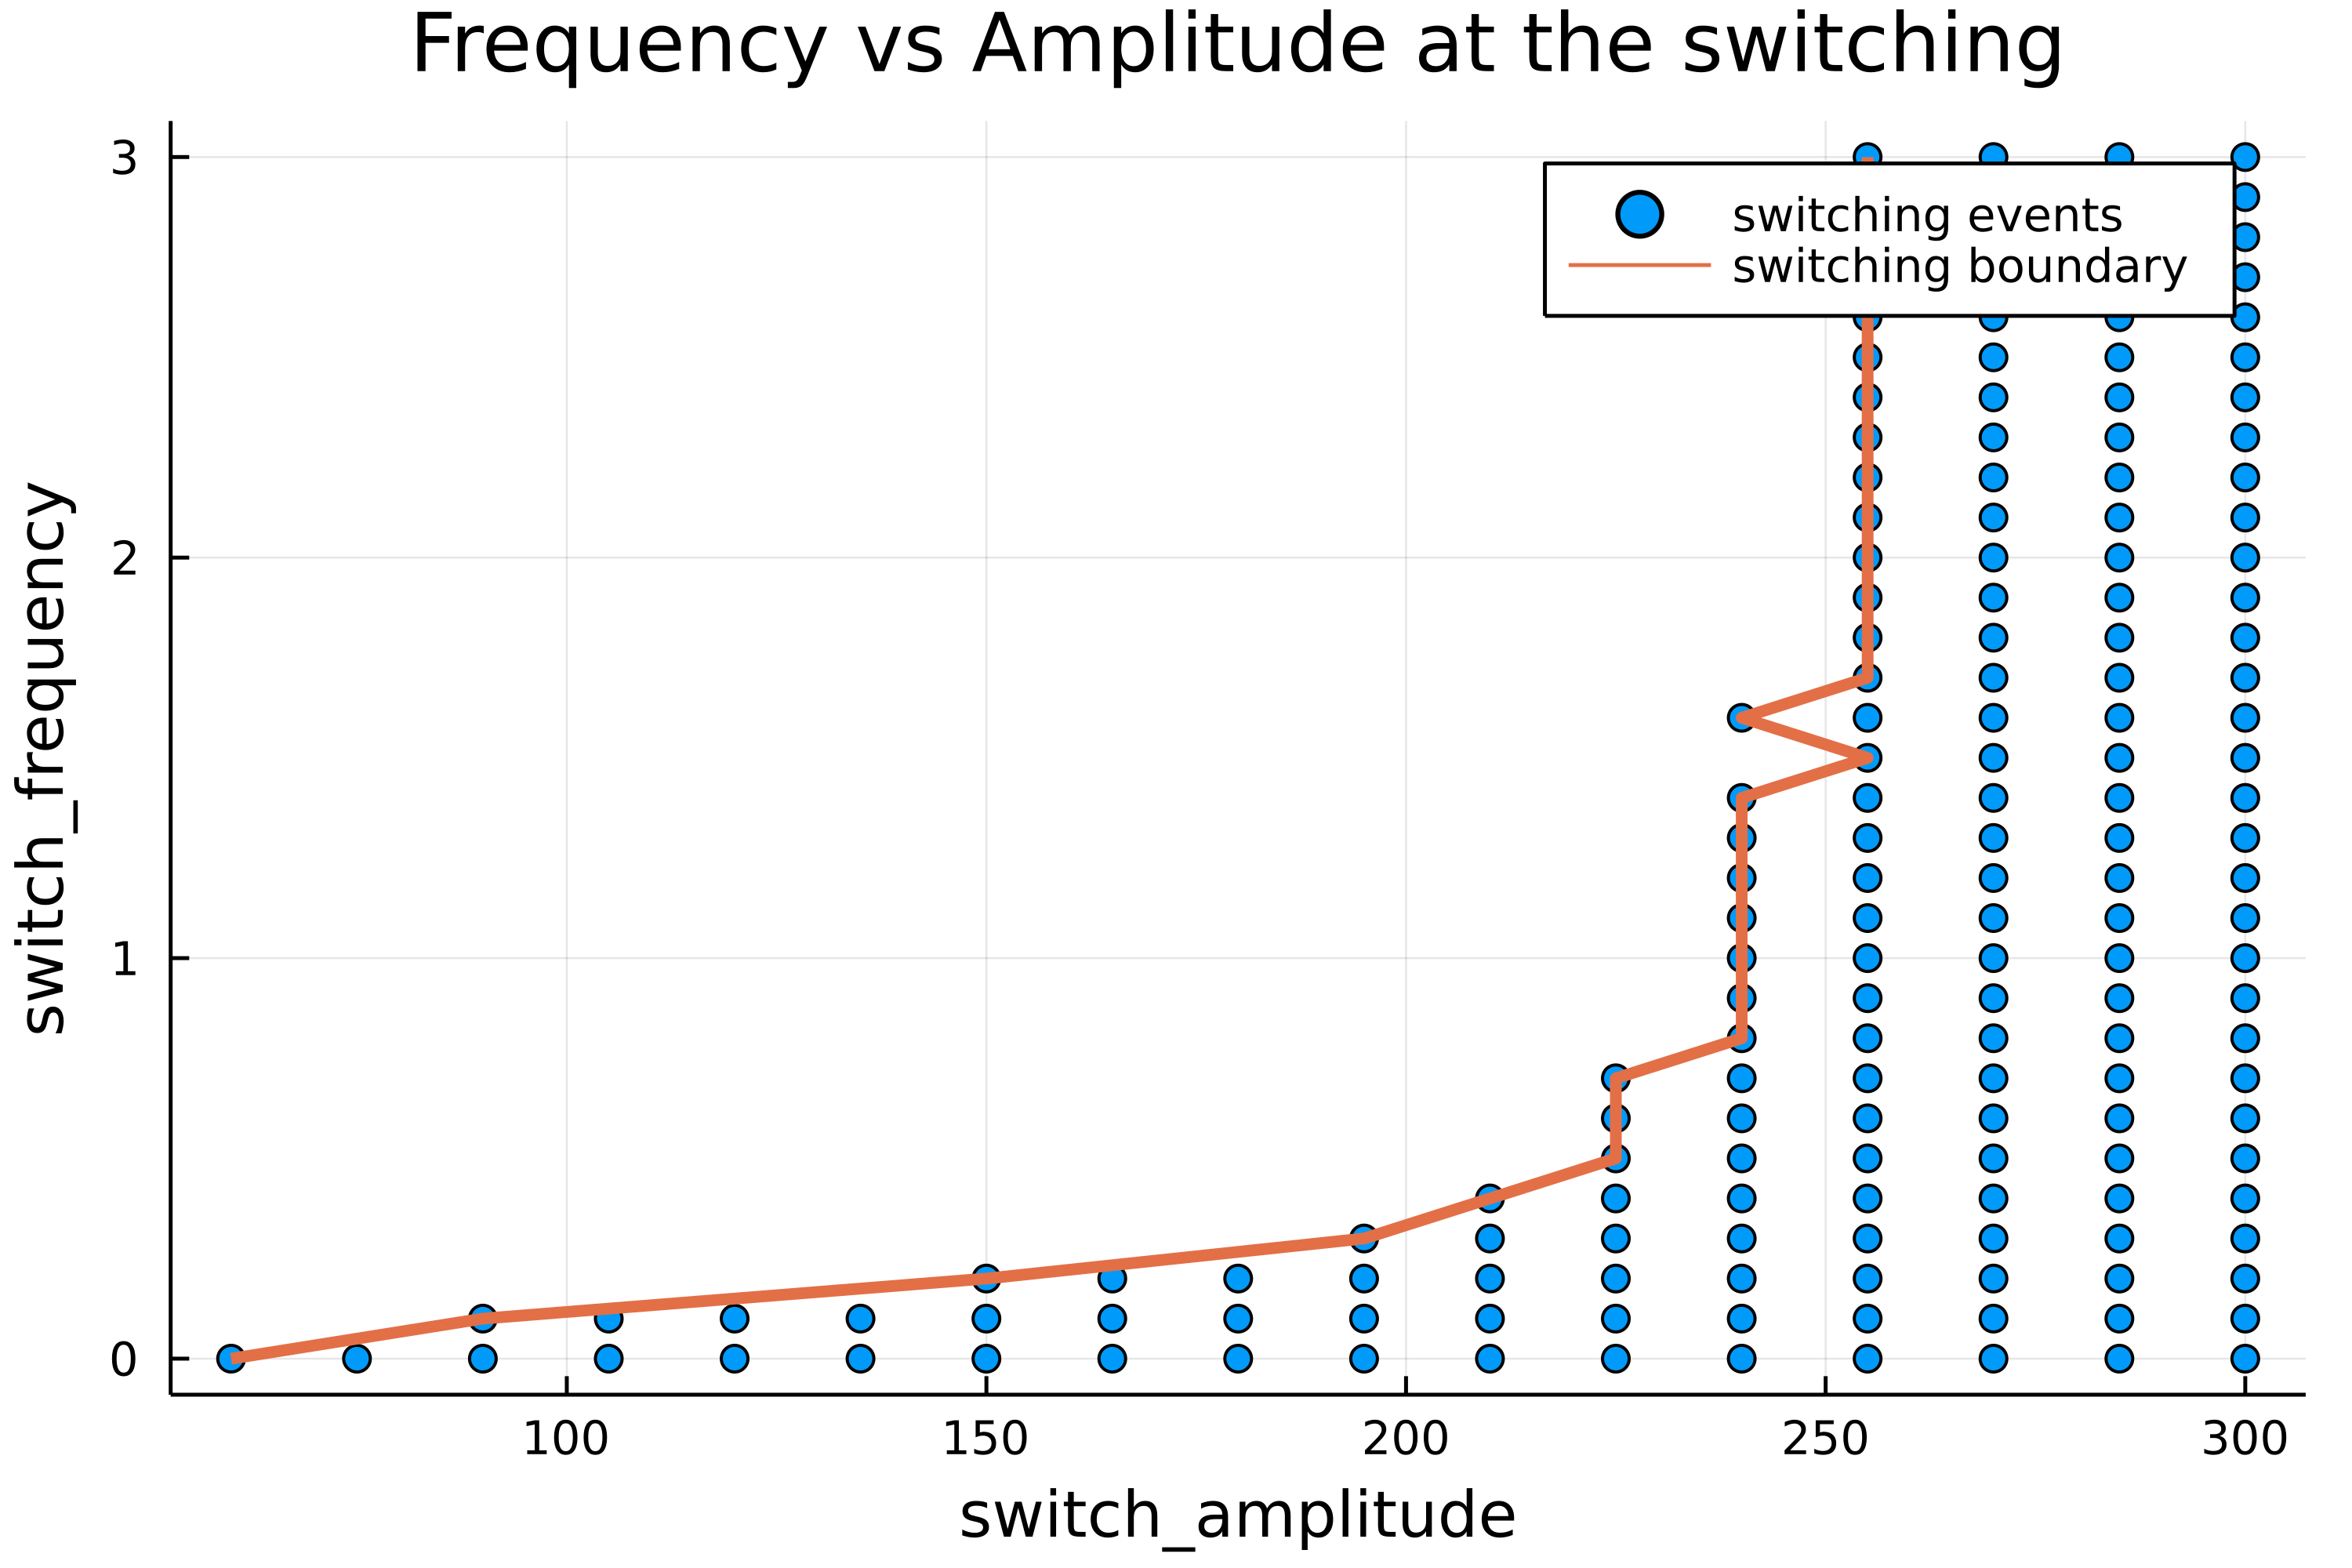 Frequency vs Amplitude at the switching
switching events
switching boundary
switch_frequency
3
2
1
0
100 150 200 250 300
switch_amplitude